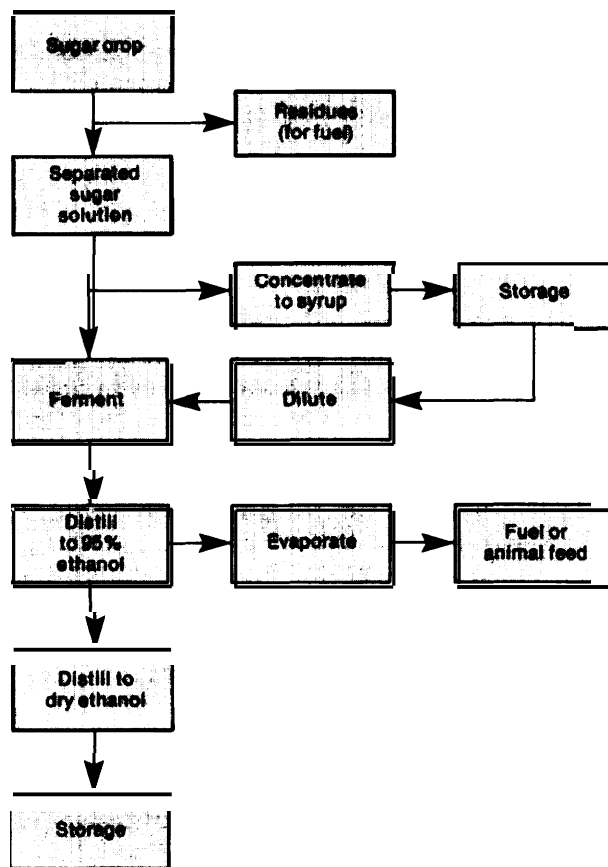 Sugar crop
Residues
(for fuel)
Separated
sugar
solution
Concentrate
to syrup
Storage
Ferment
Dilute
Distill
to 95%
ethanol
Evaporate
Fuel or
animal feed
Distill to
dry ethanol
Storage